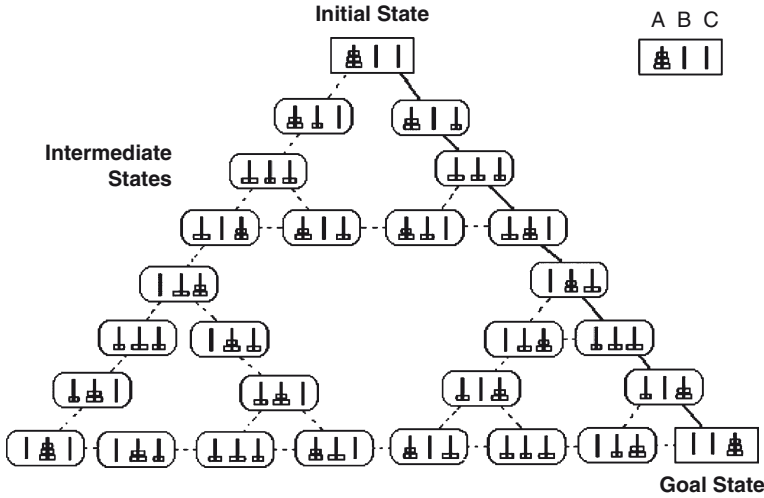 Initial State
A B C
Intermediate
States
Goal State